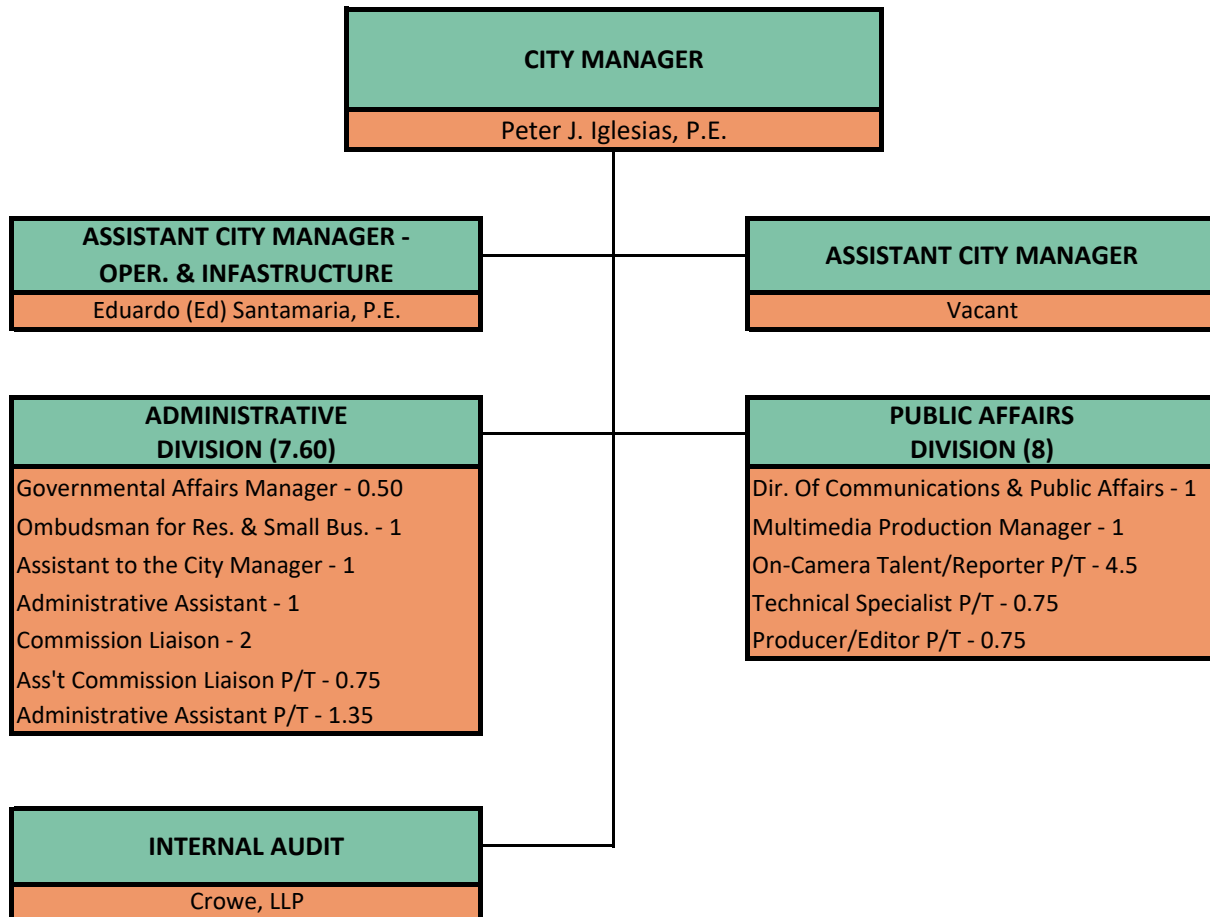 CITY MANAGER
Peter J. Iglesias, P.E.
ASSISTANT CITY MANAGER -
OPER. & INFASTRUCTURE
Eduardo (Ed) Santamaria, P.E.
ASSISTANT CITY MANAGER
Vacant
ADMINISTRATIVE
DIVISION (7.60)
Governmental Affairs Manager - 0.50
Ombudsman for Res. & Small Bus. - 1
Assistant to the City Manager - 1
Administrative Assistant - 1
Commission Liaison - 2
Ass't Commission Liaison P/T - 0.75
Administrative Assistant P/T - 1.35
PUBLIC AFFAIRS
DIVISION (8)
Dir. Of Communications & Public Affairs - 1
Multimedia Production Manager - 1
On-Camera Talent/Reporter P/T - 4.5
Technical Specialist P/T - 0.75
Producer/Editor P/T - 0.75
INTERNAL AUDIT
Crowe, LLP